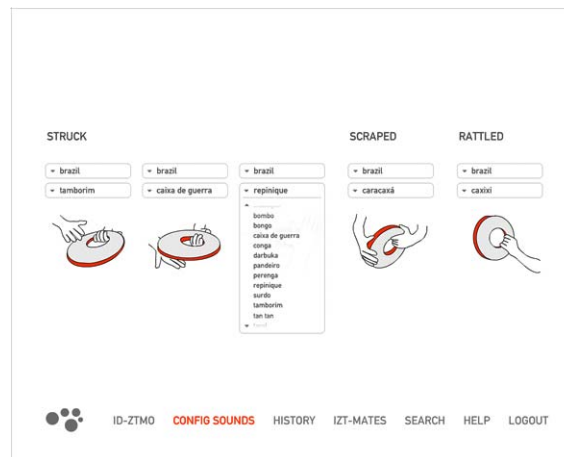 STRUCK
SCRAPED
RATTLED
brazil
brazil
brazil
brazil
brazil
tamborim
caixa de guerra
repinique
caracaxá
caxixi
bombo
bongo
caixa de guerra
conga
darbuka
pandeiro
perenga
repinique
surdo
tamborim
tan tan
ID-ZTMO CONFIG SOUNDS HISTORY IZT-MATES SEARCH HELP LOGOUT